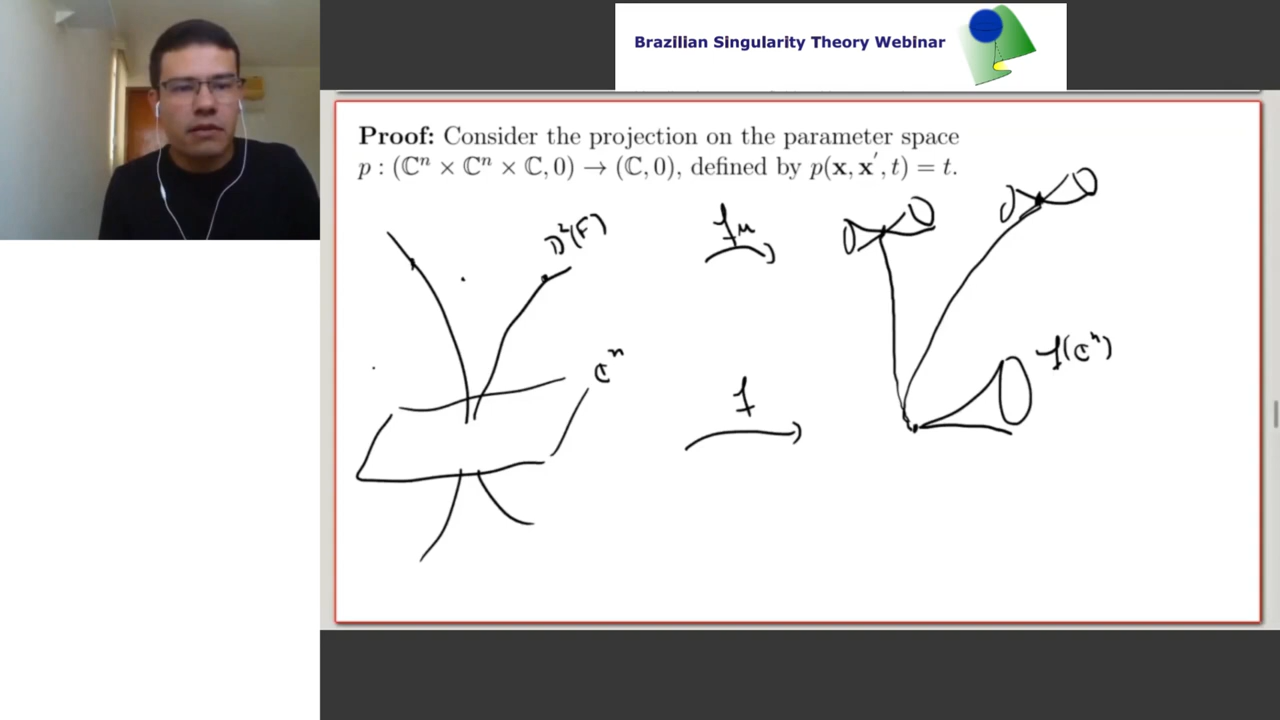 Brazilian Singularity Theory Webinar
Proof: Consider the projection on the parameter space
p : (ℂⁿ × ℂⁿ × ℂ, 0) → (ℂ, 0), defined by p(x, x′, t) = t.
D²(F)
fμ
ℂⁿ
f
f(ℂⁿ)